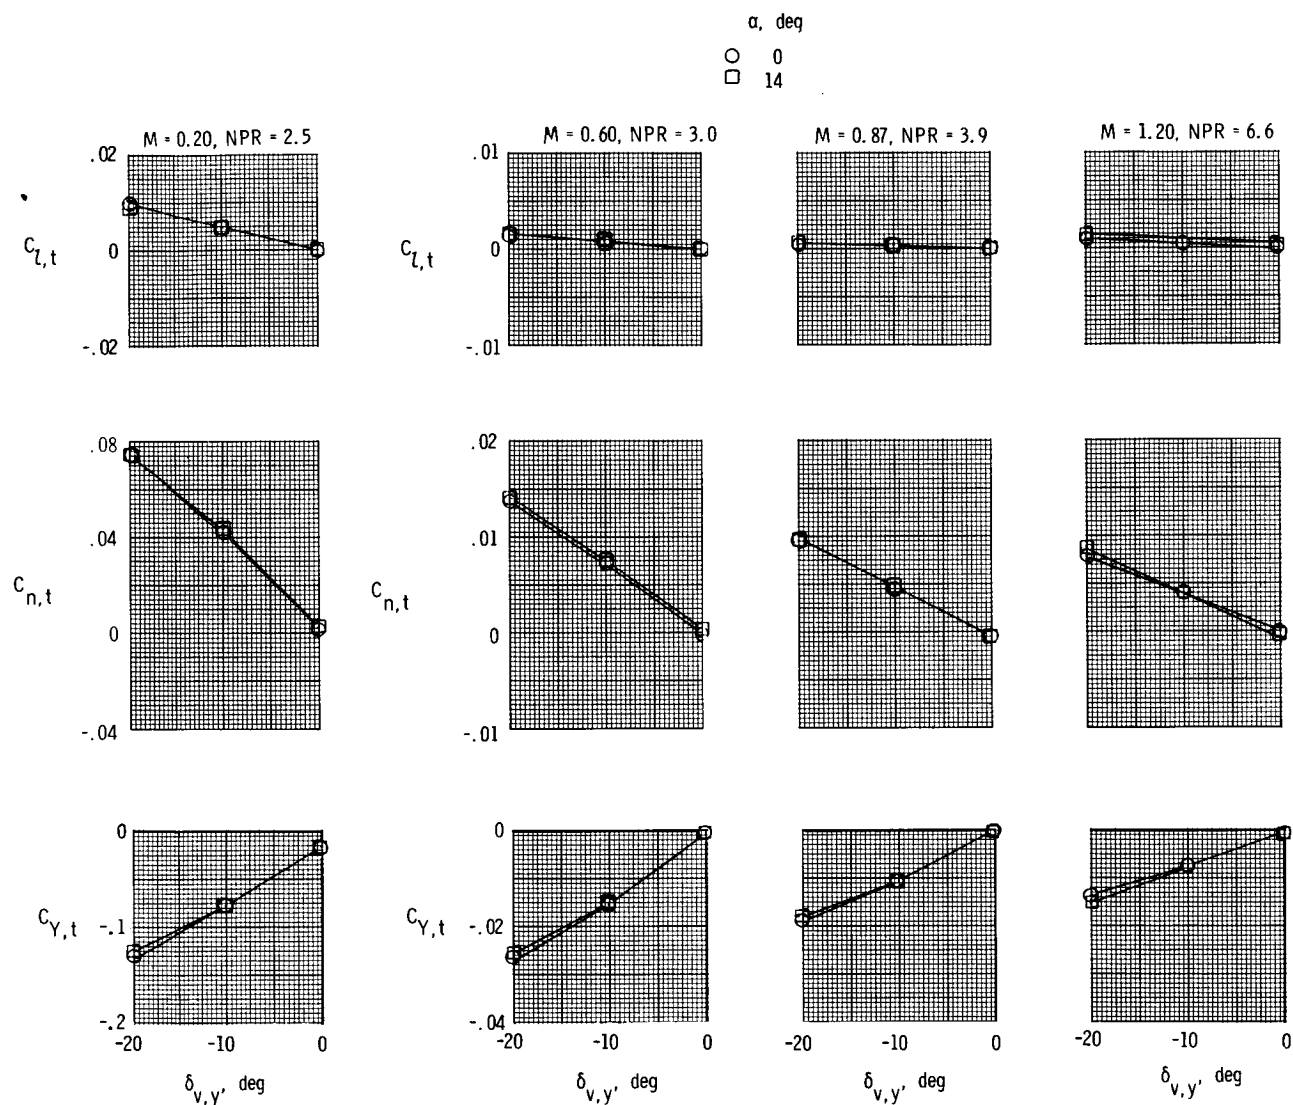 α, deg
0
14
M = 0.20, NPR = 2.5
M = 0.60, NPR = 3.0
M = 0.87, NPR = 3.9
M = 1.20, NPR = 6.6
.02
0
-.02
C_l,t
.01
0
-.01
C_l,t
.08
.04
0
-.04
C_n,t
.02
.01
0
-.01
C_n,t
0
-.1
-.2
C_Y,t
0
-.02
-.04
C_Y,t
-20 -10 0
-20 -10 0
-20 -10 0
-20 -10 0
δ_v,y, deg
δ_v,y, deg
δ_v,y, deg
δ_v,y, deg